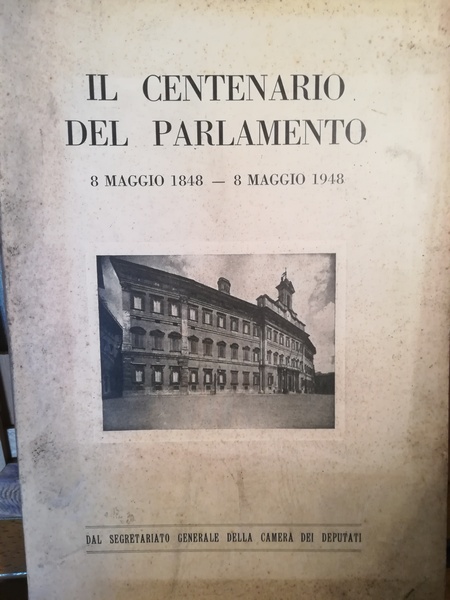 IL CENTENARIO
DEL PARLAMENTO
8 MAGGIO 1848 — 8 MAGGIO 1948
DAL SEGRETARIATO GENERALE DELLA CAMERA DEI DEPUTATI